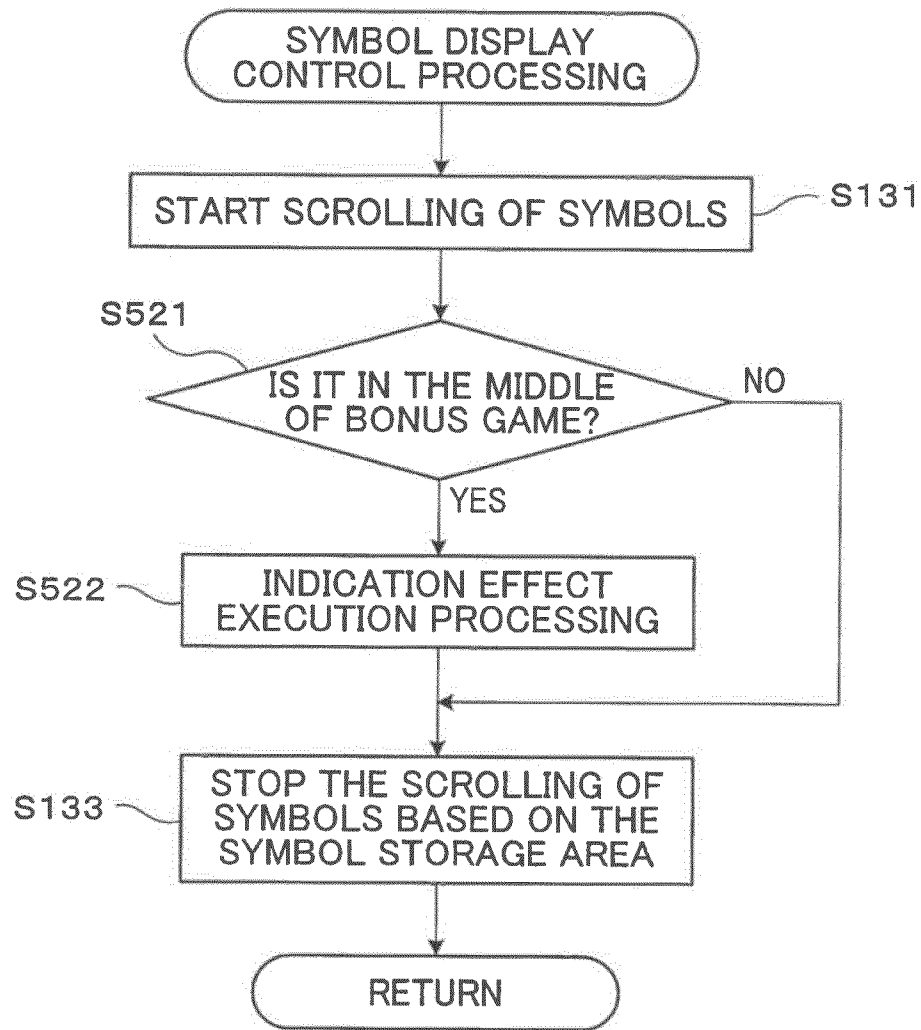 SYMBOL DISPLAY
CONTROL PROCESSING
START SCROLLING OF SYMBOLS
S131
S521
IS IT IN THE MIDDLE
OF BONUS GAME?
NO
YES
S522
INDICATION EFFECT
EXECUTION PROCESSING
S133
STOP THE SCROLLING OF
SYMBOLS BASED ON THE
SYMBOL STORAGE AREA
RETURN